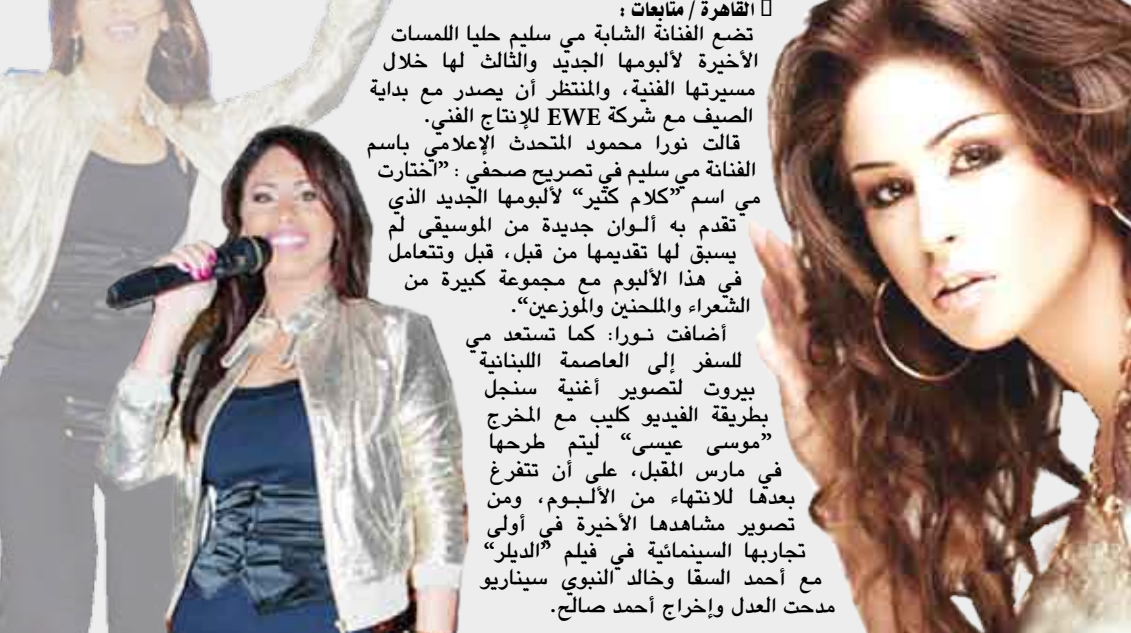 القاهرة / متابعات :
تضع الفنانة الشابة مي سليم حليا اللمسات
الأخيرة لألبومها الجديد والثالث لها خلال
مسيرتها الفنية، والمنتظر أن يصدر مع بداية
الصيف مع شركة EWE للإنتاج الفني.
قالت نورا محمود المتحدث الإعلامي باسم
الفنانة مي سليم في تصريح صحفي : ”اختارت
مي اسم ”كلام كتير“ لألبومها الجديد الذي
تقدم به ألـوان جديدة من الموسيقى لم
يسبق لها تقديمها من قبل، قبل وتتعامل
في هذا الألبوم مع مجموعة كبيرة من
الشعراء والملحنين والموزعين“.
أضافت نـورا: كما تستعد مي
للسفر إلى العاصمة اللبنانية
بيروت لتصوير أغنية سنجل
بطريقة الفيديو كليب مع المخرج
”موسى عيسى“ ليتم طرحها
في مارس المقبل، على أن تتفرغ
بعدها للانتهاء من الألـبـوم، ومن
تصوير مشاهدها الأخيرة في أولى
تجاربها السينمائية في فيلم ”الديلر“
مع أحمد السقا وخالد النبوي سيناريو
مدحت العدل وإخراج أحمد صالح.